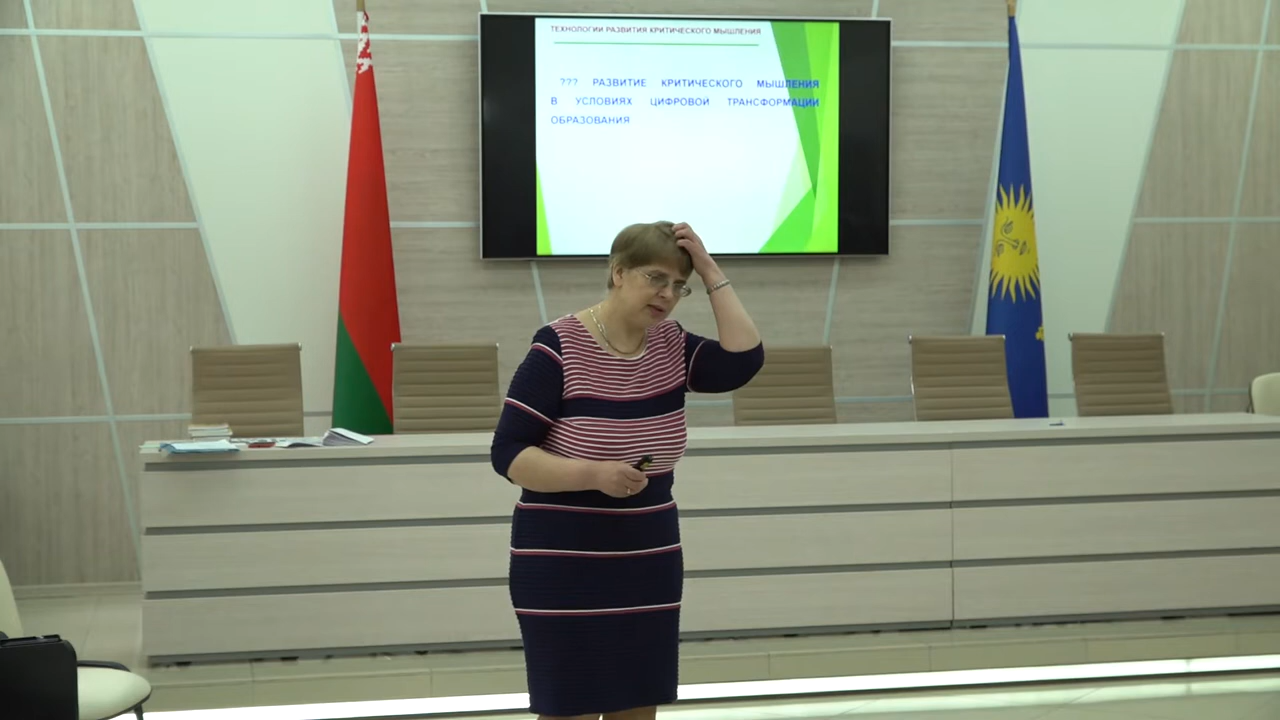 ТЕХНОЛОГИИ РАЗВИТИЯ КРИТИЧЕСКОГО МЫШЛЕНИЯ
??? РАЗВИТИЕ КРИТИЧЕСКОГО МЫШЛЕНИЯ
В УСЛОВИЯХ ЦИФРОВОЙ ТРАНСФОРМАЦИИ
ОБРАЗОВАНИЯ